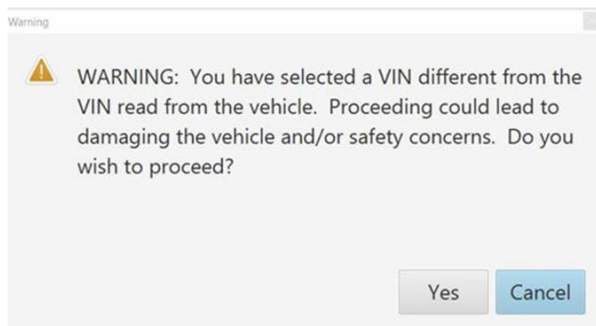 Warning
WARNING:  You have selected a VIN different from the
VIN read from the vehicle.  Proceeding could lead to
damaging the vehicle and/or safety concerns.  Do you
wish to proceed?
Yes
Cancel